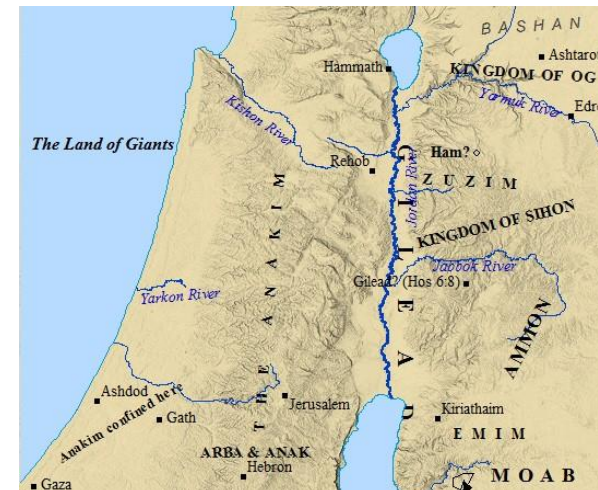 BASHAN
Ashtarot
Hammath
KINGDOM OF OG
Yarmuk River
Edre
Kishon River
The Land of Giants
Rehob
Ham?
ZUZIM
Jordan River
GILEAD
KINGDOM OF SIHON
Jabbok River
Gilead? (Hos 6:8)
THE ANAKIM
Yarkon River
AMMON
Ashdod
Anakim confined here
Gath
Jerusalem
Kiriathaim
EMIM
ARBA & ANAK
Hebron
MOAB
Gaza